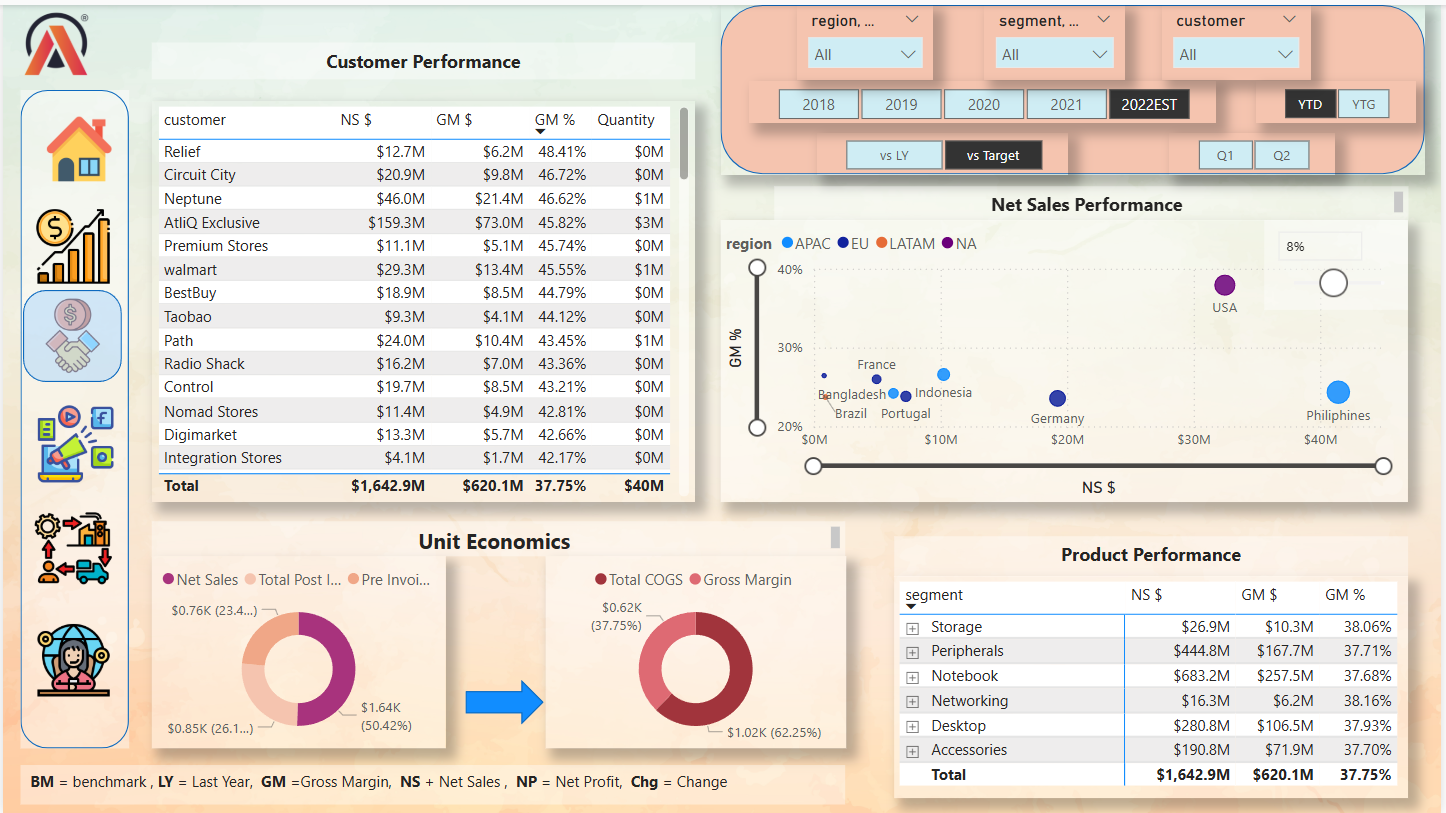 Customer Performance
customer NS $ GM $ GM % Quantity
Relief $12.7M $6.2M 48.41% $0M
Circuit City $20.9M $9.8M 46.72% $0M
Neptune $46.0M $21.4M 46.62% $1M
AtliQ Exclusive $159.3M $73.0M 45.82% $3M
Premium Stores $11.1M $5.1M 45.74% $0M
walmart $29.3M $13.4M 45.55% $1M
BestBuy $18.9M $8.5M 44.79% $0M
Taobao $9.3M $4.1M 44.12% $0M
Path $24.0M $10.4M 43.45% $1M
Radio Shack $16.2M $7.0M 43.36% $0M
Control $19.7M $8.5M 43.21% $0M
Nomad Stores $11.4M $4.9M 42.81% $0M
Digimarket $13.3M $5.7M 42.66% $0M
Integration Stores $4.1M $1.7M 42.17% $0M
Total $1,642.9M $620.1M 37.75% $40M
region, ... segment, ... customer
All All All
2018 2019 2020 2021 2022EST YTD YTG
vs LY vs Target Q1 Q2
Net Sales Performance
region APAC EU LATAM NA
8%
40%
USA
GM %
30%
France
Bangladesh Indonesia
Brazil Portugal Germany Philiphines
20%
$0M $10M $20M $30M $40M
NS $
Unit Economics
Net Sales Total Post I... Pre Invoi...
$0.76K (23.4...)
$1.64K
(50.42%)
$0.85K (26.1...)
Total COGS Gross Margin
$0.62K
(37.75%)
$1.02K (62.25%)
Product Performance
segment NS $ GM $ GM %
Storage $26.9M $10.3M 38.06%
Peripherals $444.8M $167.7M 37.71%
Notebook $683.2M $257.5M 37.68%
Networking $16.3M $6.2M 38.16%
Desktop $280.8M $106.5M 37.93%
Accessories $190.8M $71.9M 37.70%
Total $1,642.9M $620.1M 37.75%
BM = benchmark , LY = Last Year, GM =Gross Margin, NS + Net Sales , NP = Net Profit, Chg = Change